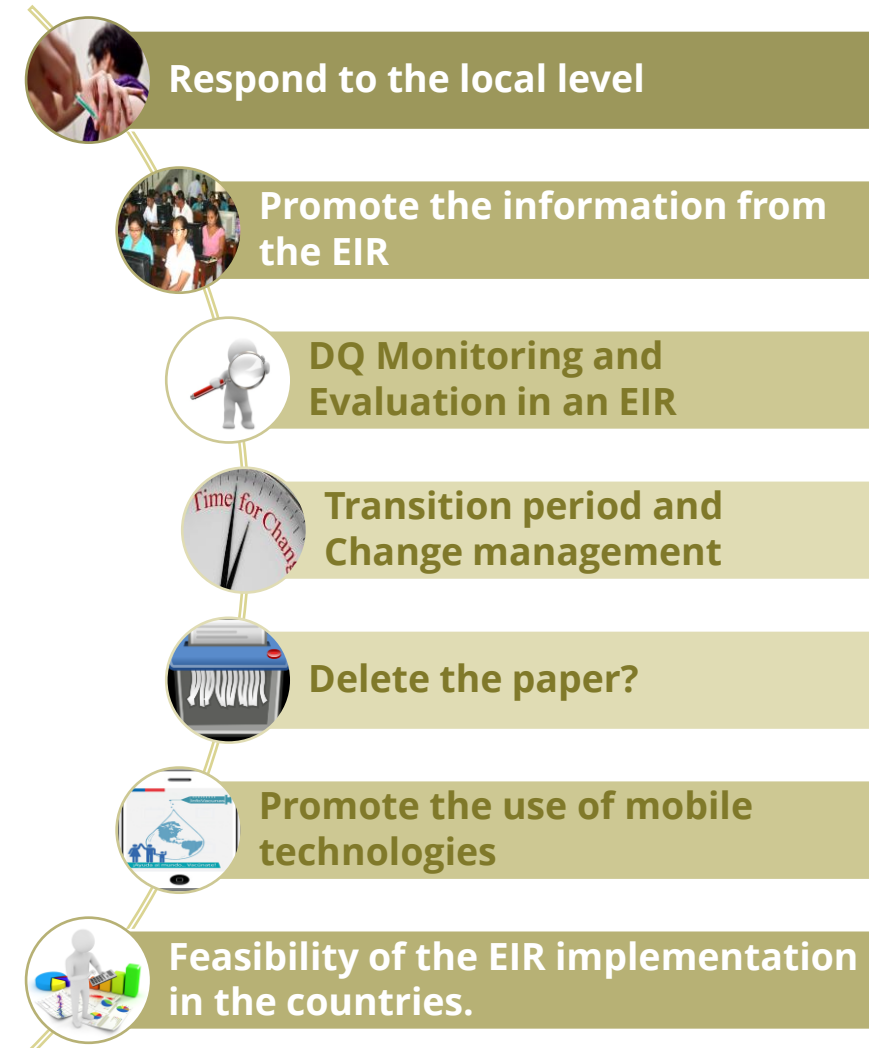 Respond to the local level
Promote the information from
the EIR
DQ Monitoring and
Evaluation in an EIR
Time for Chang
Transition period and
Change management
Delete the paper?
Promote the use of mobile
technologies
Feasibility of the EIR implementation
in the countries.